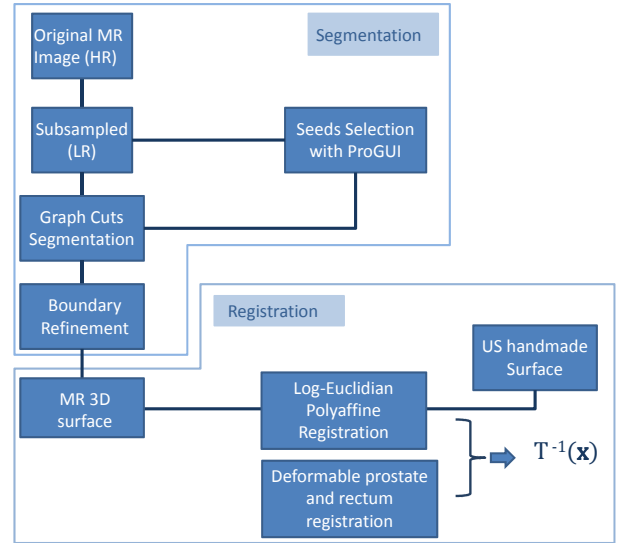 Original MR
Image (HR)
Segmentation
Subsampled
(LR)
Seeds Selection
with ProGUI
Graph Cuts
Segmentation
Boundary
Refinement
Registration
US handmade
Surface
MR 3D
surface
Log-Euclidian
Polyaffine
Registration
T⁻¹(x)
Deformable prostate
and rectum
registration